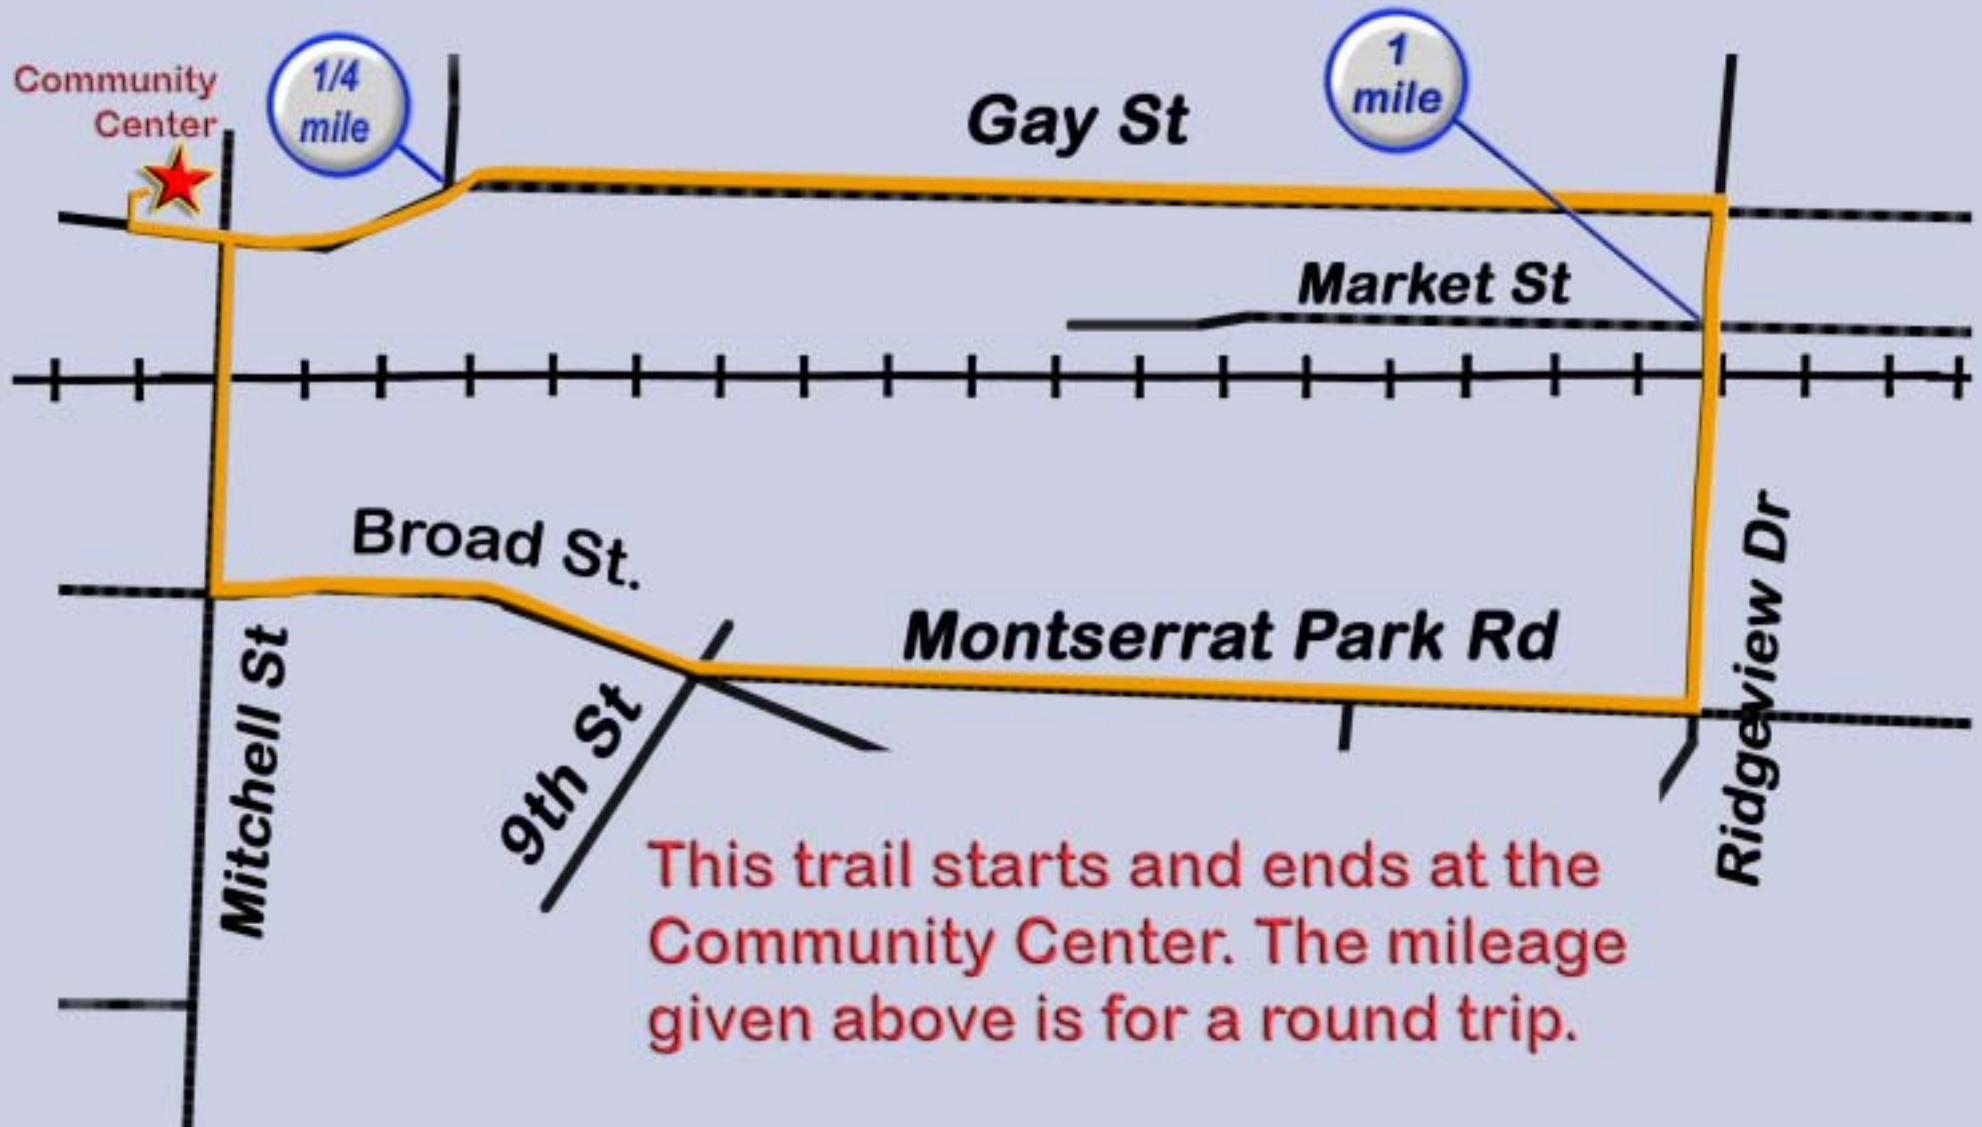 Community
Center
1/4
mile
Gay St
1
mile
Market St
Broad St.
Montserrat Park Rd
Ridgeview Dr
Mitchell St
9th St
This trail starts and ends at the
Community Center. The mileage
given above is for a round trip.